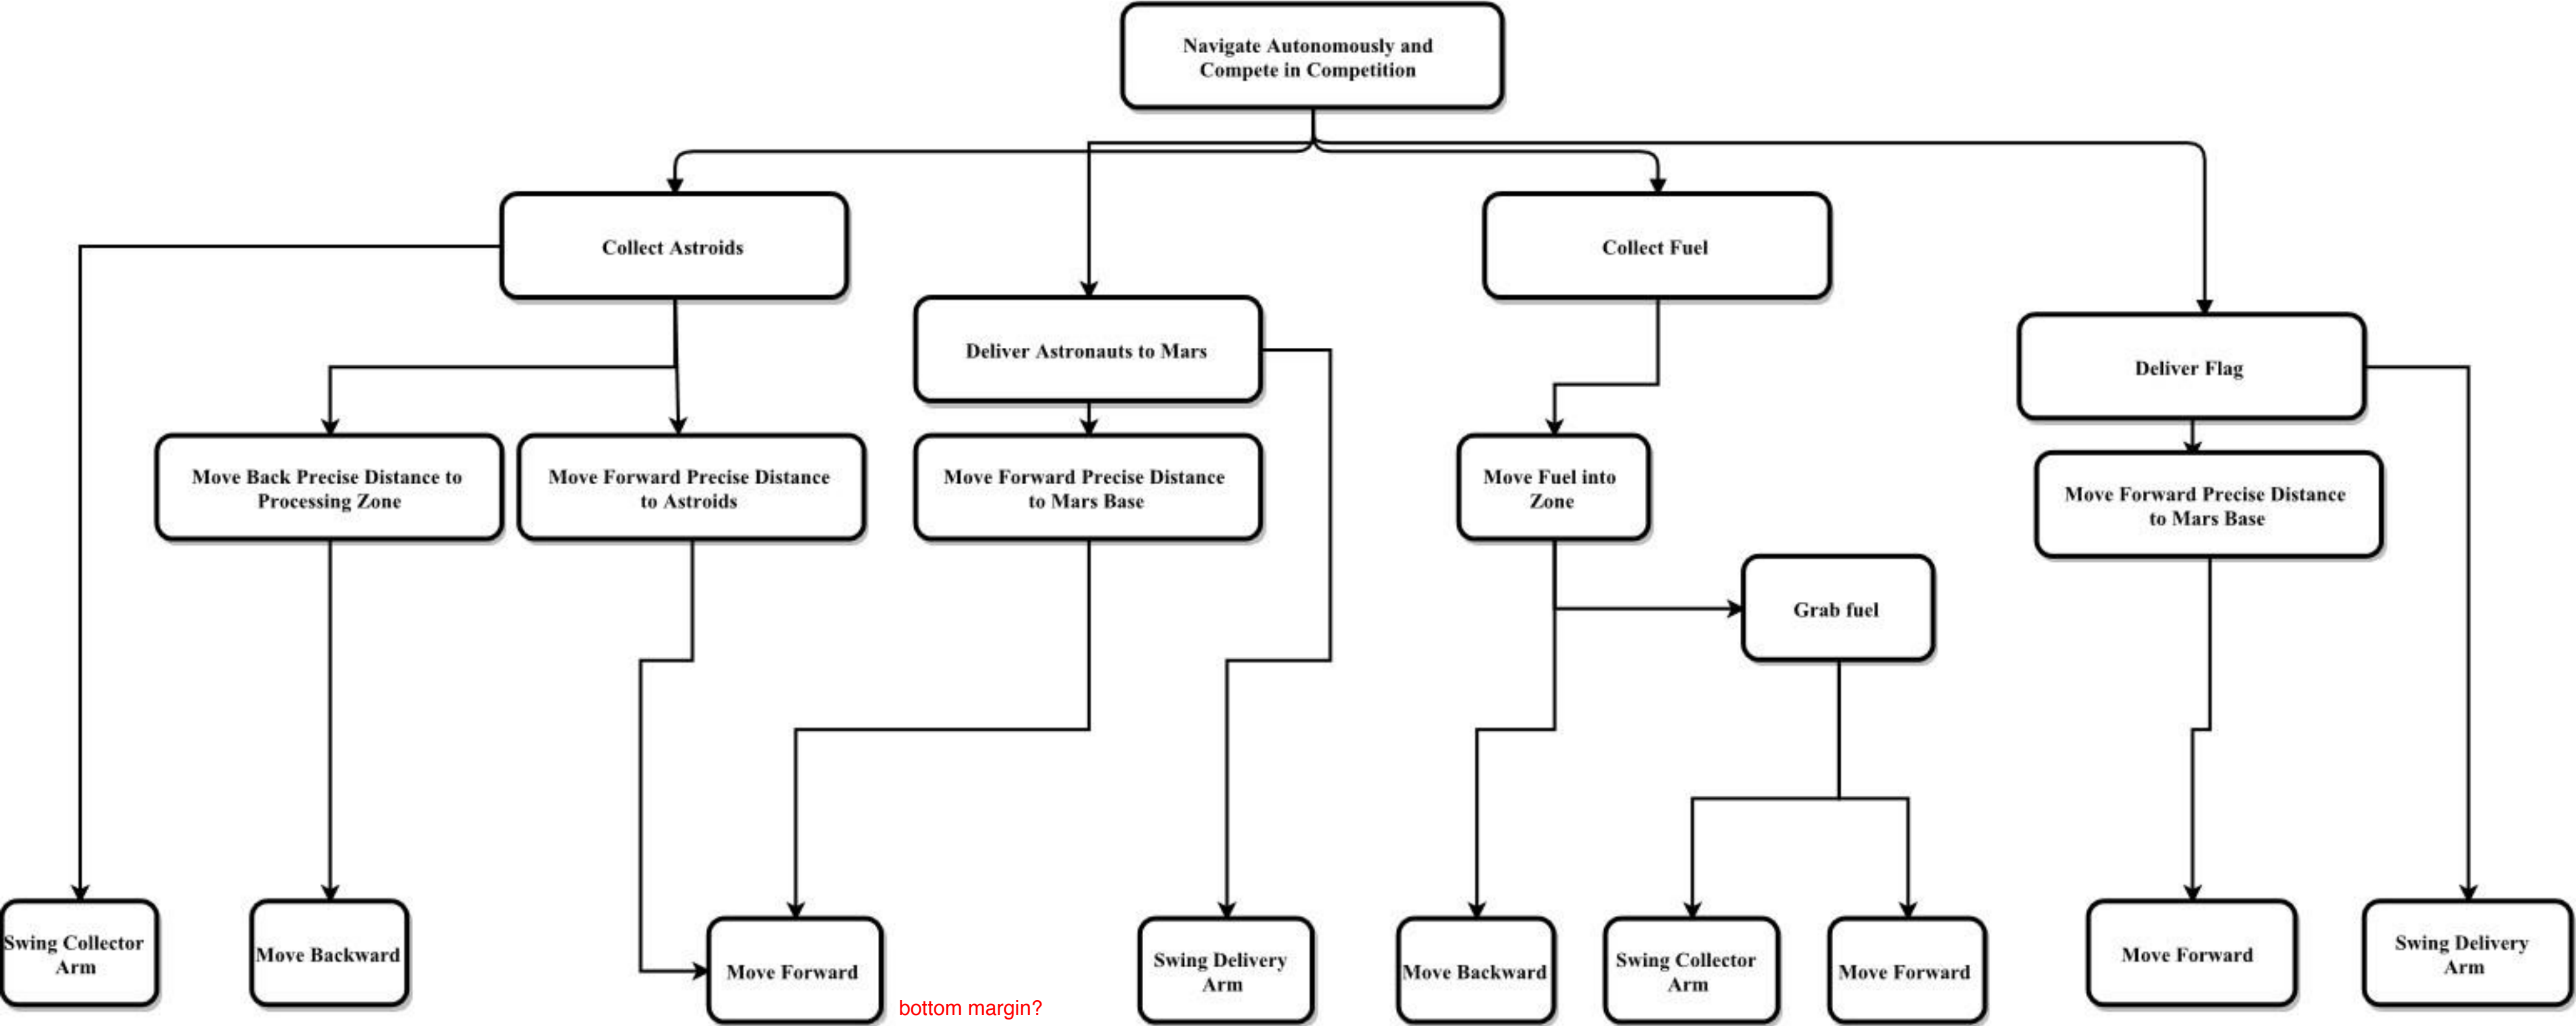 Navigate Autonomously and
Compete in Competition
Collect Astroids
Collect Fuel
Deliver Astronauts to Mars
Deliver Flag
Move Back Precise Distance to
Processing Zone
Move Forward Precise Distance
to Astroids
Move Forward Precise Distance
to Mars Base
Move Fuel into
Zone
Move Forward Precise Distance
to Mars Base
Grab fuel
Swing Collector
Arm
Move Backward
Move Forward
Swing Delivery
Arm
Move Backward
Swing Collector
Arm
Move Forward
Move Forward
Swing Delivery
Arm
bottom margin?